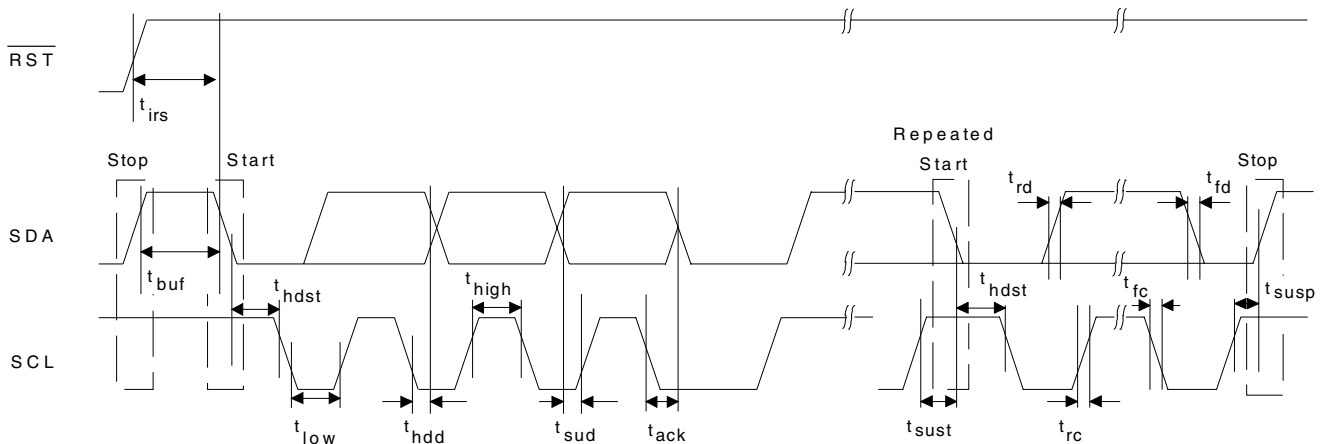 RST
t irs
Repeated
Stop
Start
Start
Stop
t rd
t fd
SDA
t buf
t hdst
t high
t hdst
t fc
t susp
SCL
t low
t hdd
t sud
t ack
t sust
t rc